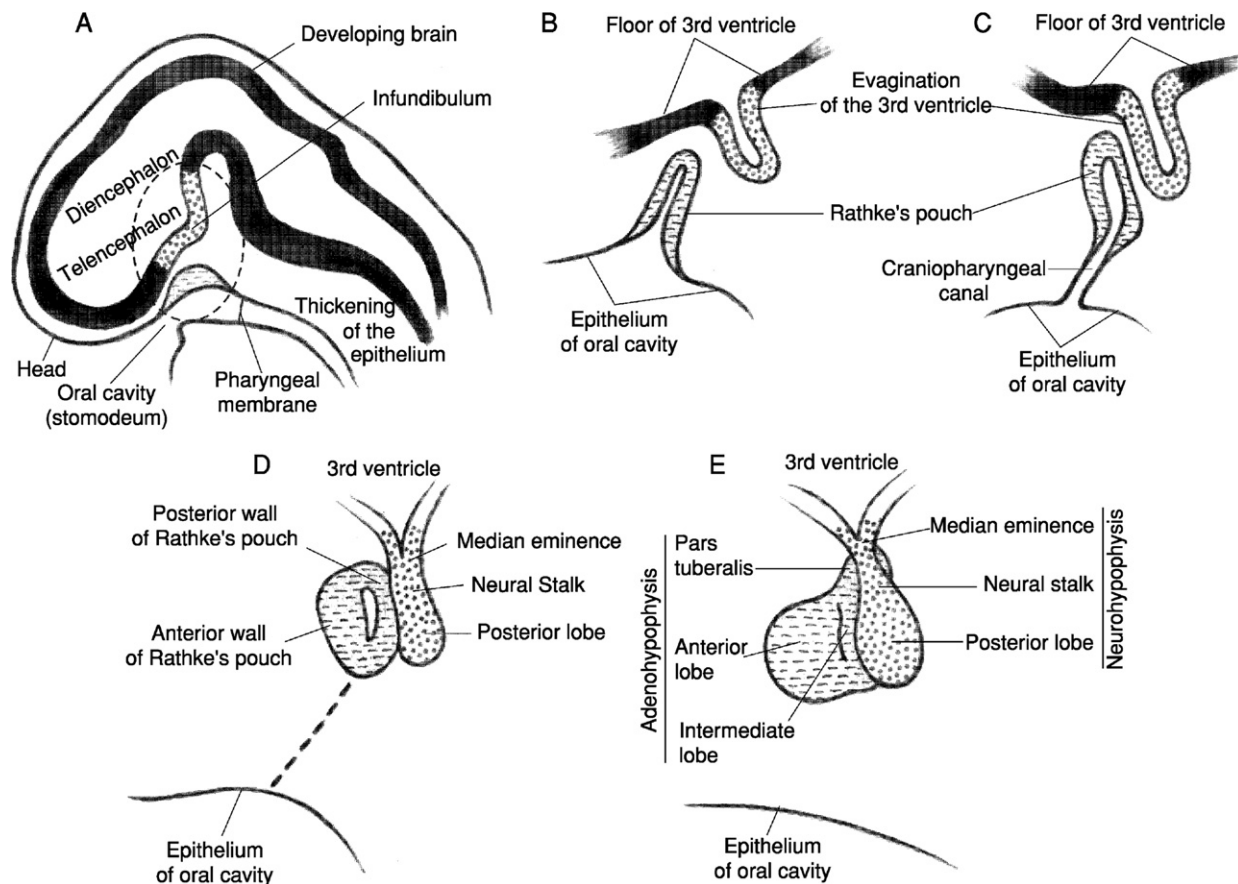 A
Developing brain
Infundibulum
Diencephalon
Telencephalon
Thickening
of the
epithelium
Head
Oral cavity
(stomodeum)
Pharyngeal
membrane
B
Floor of 3rd ventricle
C
Floor of 3rd ventricle
Evagination
of the 3rd ventricle
Rathke's pouch
Craniopharyngeal
canal
Epithelium
of oral cavity
Epithelium
of oral cavity
D
3rd ventricle
Posterior wall
of Rathke's pouch
Median eminence
Neural Stalk
Anterior wall
of Rathke's pouch
Posterior lobe
Epithelium
of oral cavity
E
3rd ventricle
Adenohypophysis
Pars
tuberalis
Median eminence
Neural stalk
Anterior
lobe
Posterior lobe
Neurohypophysis
Intermediate
lobe
Epithelium
of oral cavity